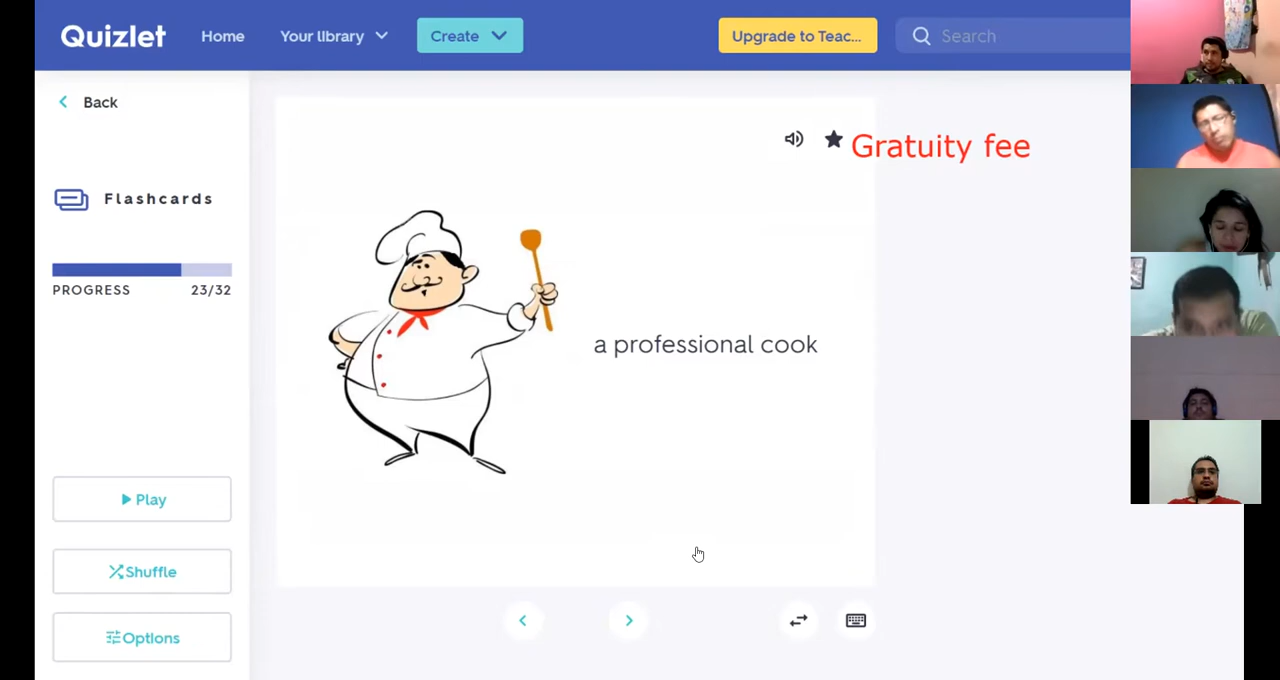 Quizlet
Home
Your library
Create
Upgrade to Teac...
Search
Back
Flashcards
PROGRESS 23/32
Play
Shuffle
Options
Gratuity fee
a professional cook